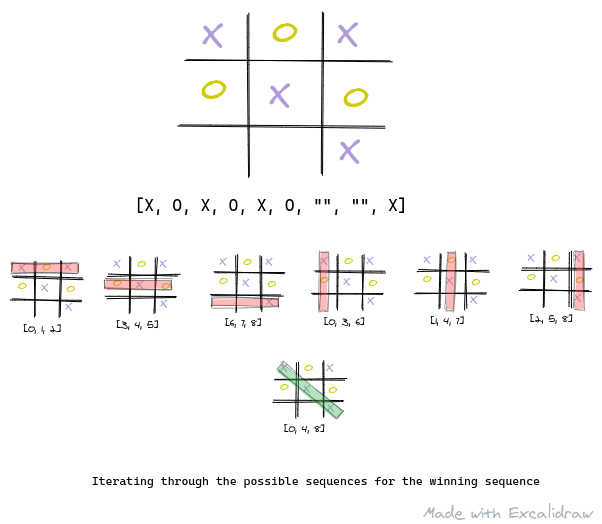 X O X
O X O
X
[X, O, X, O, X, O, "", "", X]
[0, 1, 2] [3, 4, 5] [6, 7, 8] [0, 3, 6] [1, 4, 7] [2, 5, 8]
[0, 4, 8]
Iterating through the possible sequences for the winning sequence
Made with Excalidraw